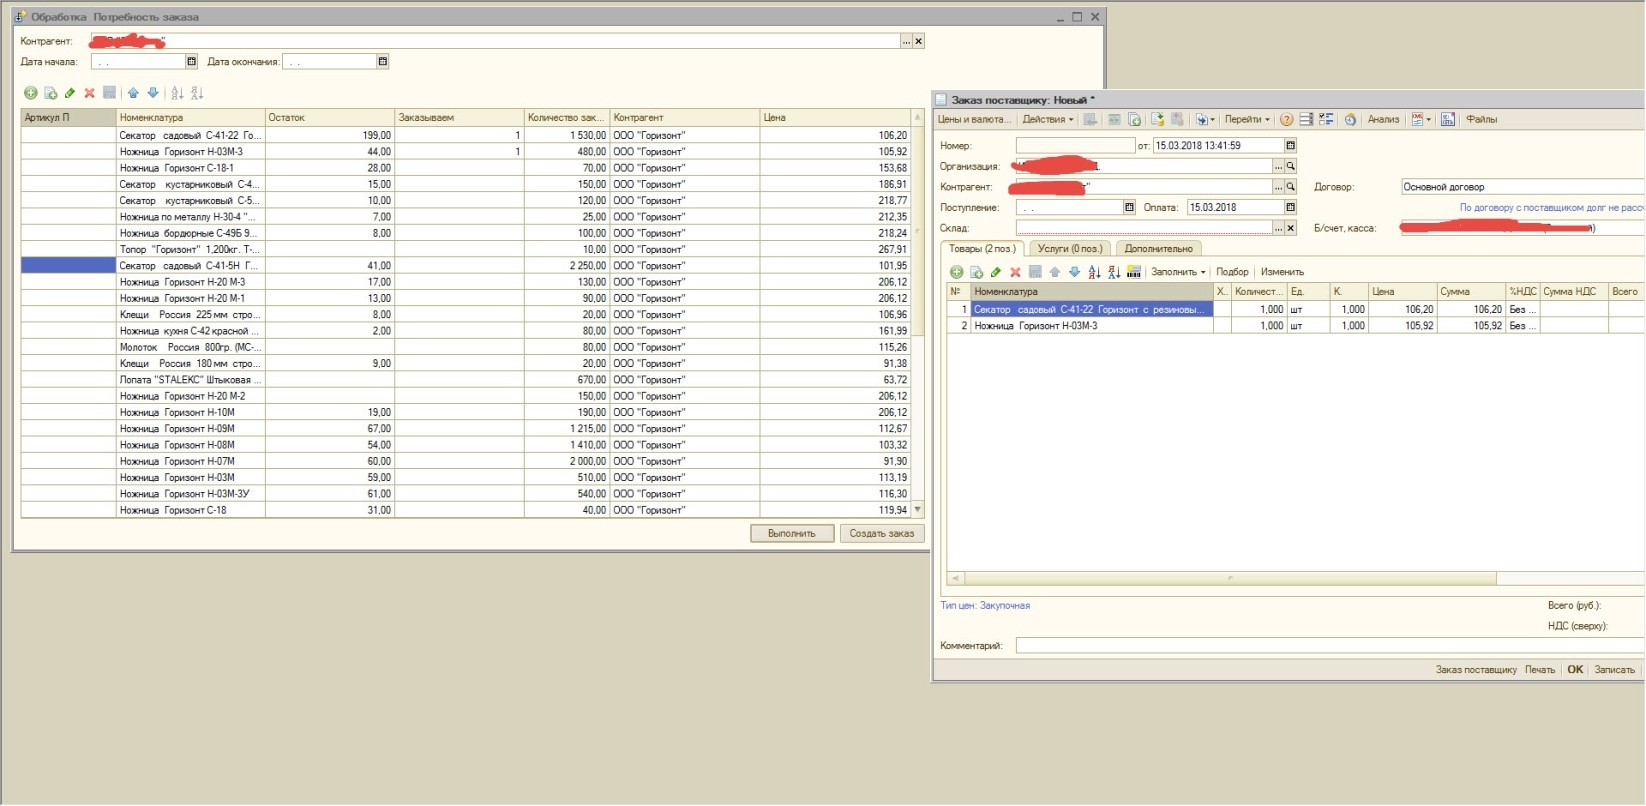 Обработка Потребность заказа
Контрагент:
Дата начала: . . Дата окончания: . .
Артикул П Номенклатура Остаток Заказываем Количество зак... Контрагент Цена
Секатор садовый С-41-22 Го... 199,00 1 1 530,00 ООО "Горизонт" 106,20
Ножница Горизонт Н-03М-3 44,00 1 480,00 ООО "Горизонт" 105,92
Ножница Горизонт С-18-1 28,00 70,00 ООО "Горизонт" 153,68
Секатор кустарниковый С-4... 15,00 150,00 ООО "Горизонт" 186,91
Секатор кустарниковый С-5... 10,00 120,00 ООО "Горизонт" 218,77
Ножница по металлу Н-30-4 "... 7,00 25,00 ООО "Горизонт" 212,35
Ножница бордюрные С-49Б 9... 8,00 100,00 ООО "Горизонт" 218,24
Топор "Горизонт" 1,200кг. Т-... 10,00 ООО "Горизонт" 267,91
Секатор садовый С-41-5Н Г... 41,00 2 250,00 ООО "Горизонт" 101,95
Ножница Горизонт Н-20 М-3 17,00 130,00 ООО "Горизонт" 206,12
Ножница Горизонт Н-20 М-1 13,00 90,00 ООО "Горизонт" 206,12
Клещи Россия 225 мм стро... 8,00 20,00 ООО "Горизонт" 106,96
Ножница кухня С-42 красной ... 2,00 80,00 ООО "Горизонт" 161,99
Молоток Россия 800гр. (МС-... 80,00 ООО "Горизонт" 115,26
Клещи Россия 180 мм стро... 9,00 20,00 ООО "Горизонт" 91,38
Лопата "STALEKC" Штыковая ... 670,00 ООО "Горизонт" 63,72
Ножница Горизонт Н-20 М-2 150,00 ООО "Горизонт" 206,12
Ножница Горизонт Н-10М 19,00 190,00 ООО "Горизонт" 206,12
Ножница Горизонт Н-09М 67,00 1 215,00 ООО "Горизонт" 112,67
Ножница Горизонт Н-08М 54,00 1 410,00 ООО "Горизонт" 103,32
Ножница Горизонт Н-07М 60,00 2 000,00 ООО "Горизонт" 91,90
Ножница Горизонт Н-03М 59,00 510,00 ООО "Горизонт" 113,19
Ножница Горизонт Н-03М-3У 61,00 540,00 ООО "Горизонт" 116,30
Ножница Горизонт С-18 31,00 40,00 ООО "Горизонт" 119,94
Выполнить Создать заказ
Заказ поставщику: Новый *
Цены и валюта... Действия Перейти Анализ Файлы
Номер: от: 15.03.2018 13:41:59
Организация:
Контрагент: " Договор: Основной договор
Поступление: . . Оплата: 15.03.2018 По договору с поставщиком долг не расс
Склад: Б/счет, касса:
Товары (2 поз.) Услуги (0 поз.) Дополнительно
Заполнить Подбор Изменить
№ Номенклатура Х.. Количест... Ед. К. Цена Сумма %НДС Сумма НДС Всего
1 Секатор садовый С-41-22 Горизонт с резиновы... 1,000 шт 1,000 106,20 106,20 Без ...
2 Ножница Горизонт Н-03М-3 1,000 шт 1,000 105,92 105,92 Без ...
Тип цен: Закупочная Всего (руб.):
НДС (сверху):
Комментарий:
Заказ поставщику Печать OK Записать